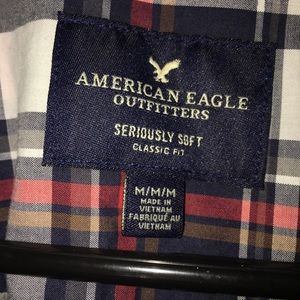 AMERICAN EAGLE
OUTFITTERS
SERIOUSLY SOFT
CLASSIC FIT
M/M/M
MADE IN
VIETNAM
FABRIQUÉ AU
VIETNAM